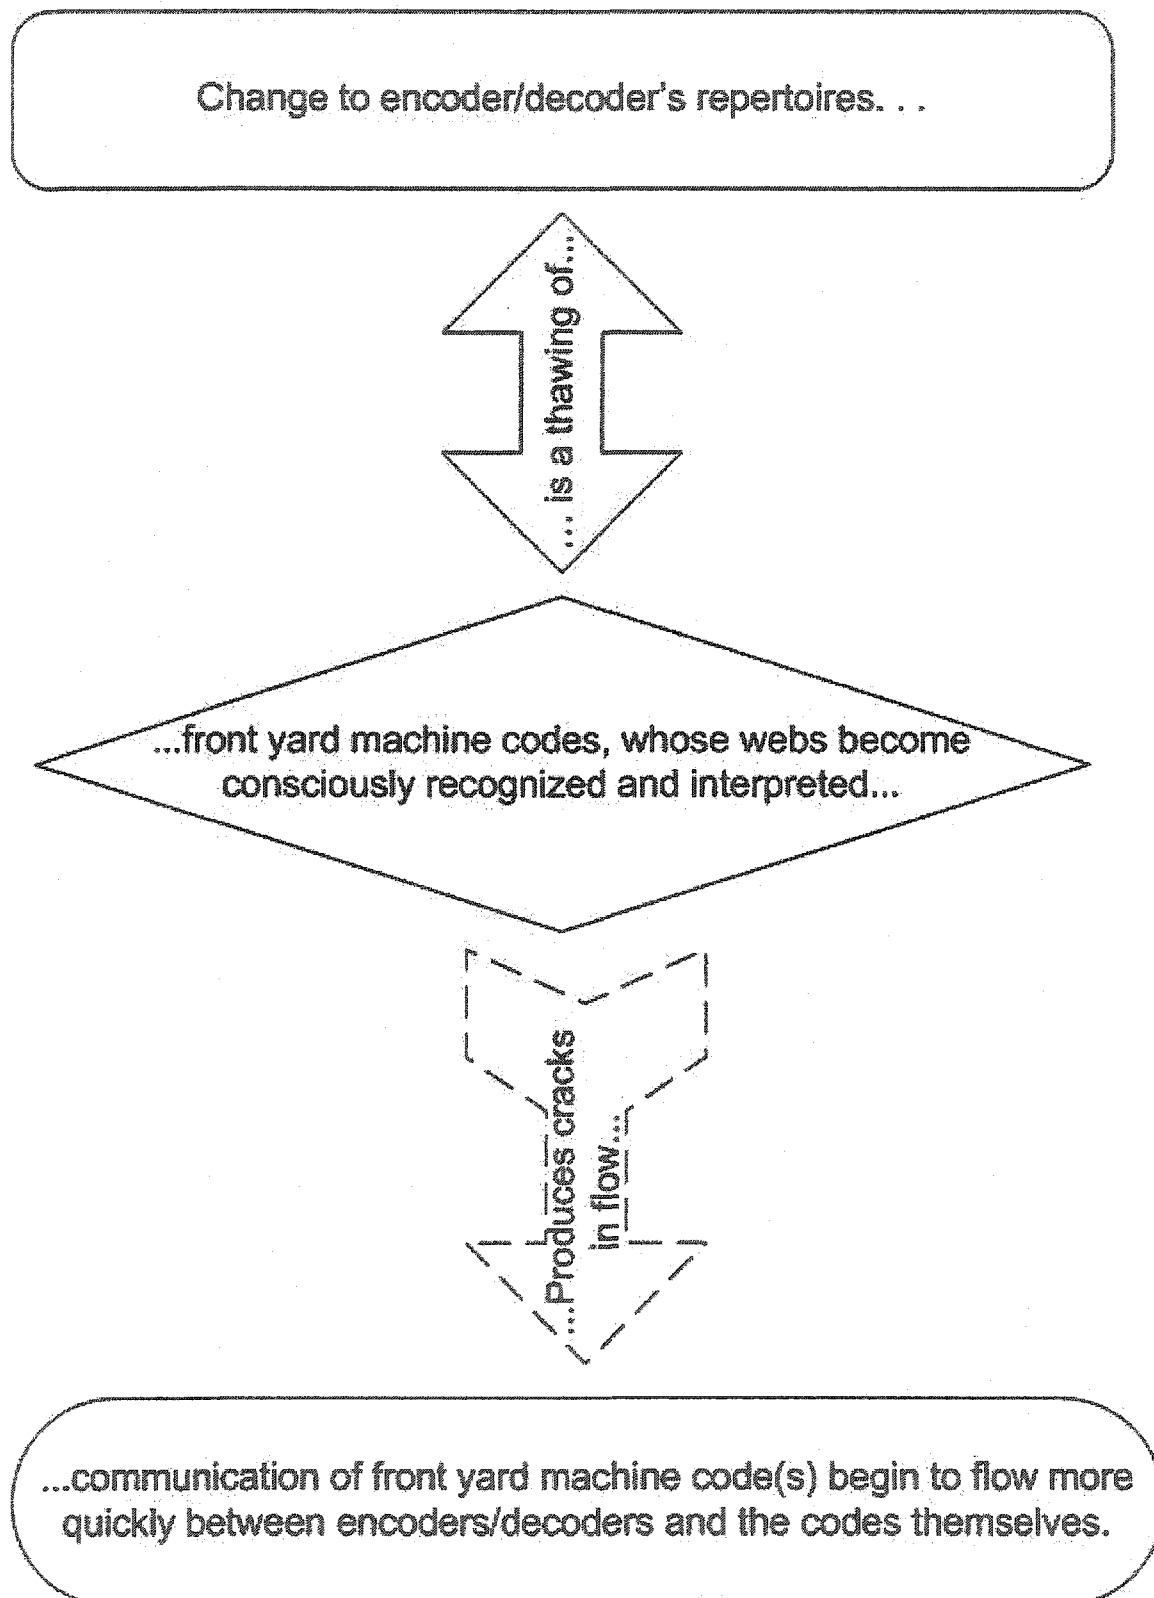 Change to encoder/decoder's repertoires. . .
... is a thawing of...
...front yard machine codes, whose webs become
consciously recognized and interpreted...
...Produces cracks
in flow...
...communication of front yard machine code(s) begin to flow more
quickly between encoders/decoders and the codes themselves.